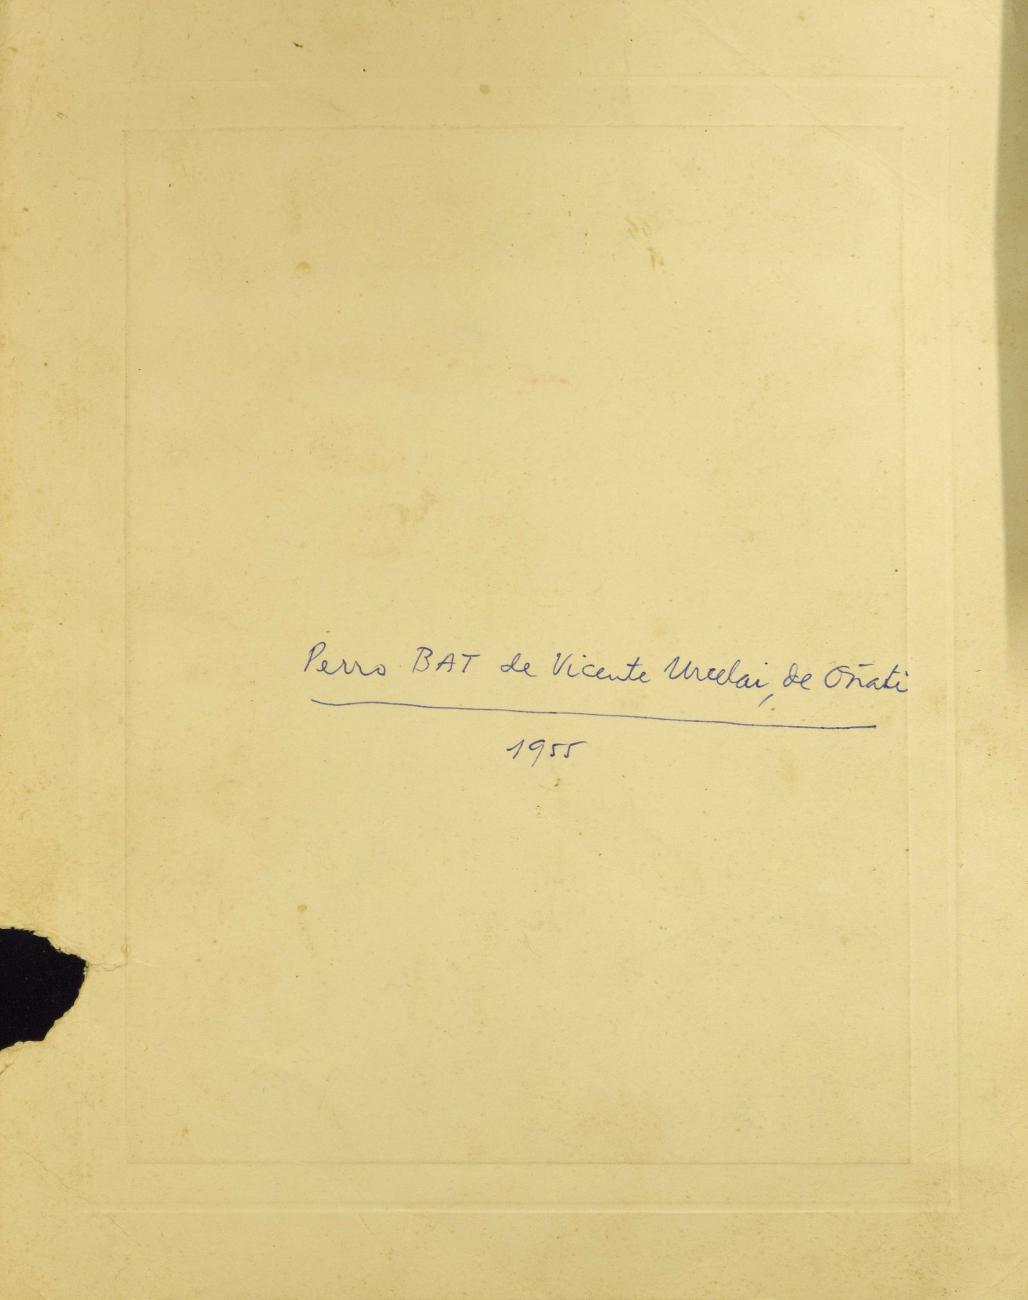 Perro BAT de Vicente Urcelai, de Oñati
1955